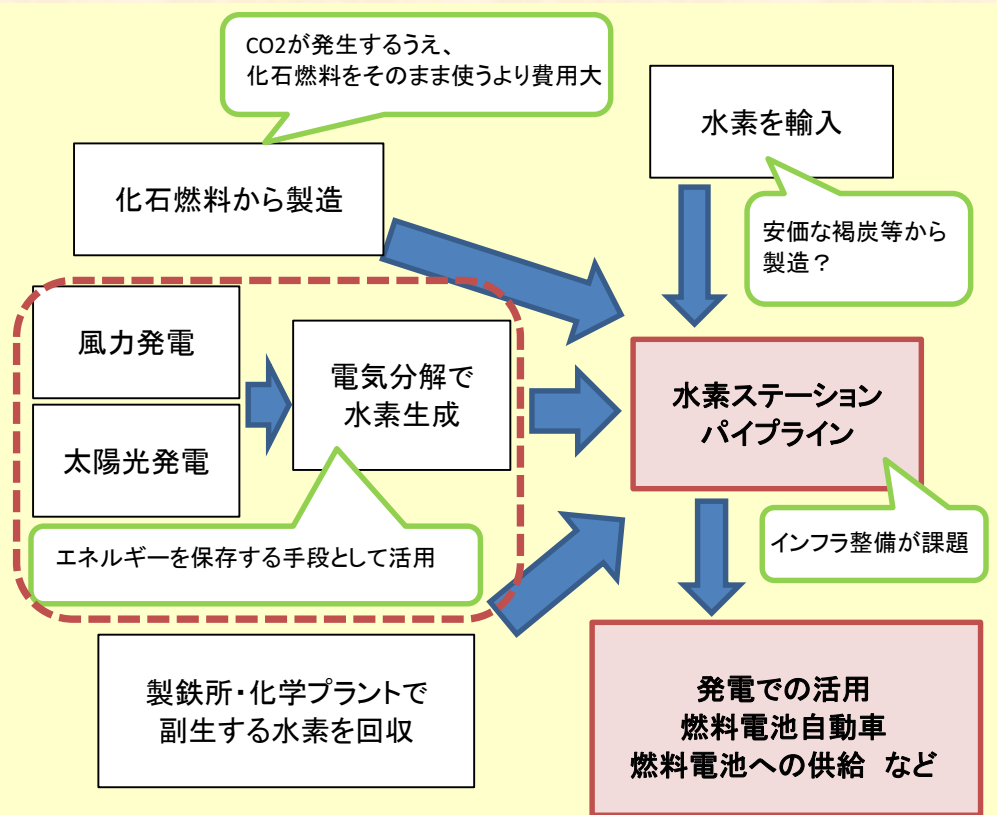 CO2が発生するうえ、
化石燃料をそのまま使うより費用大
水素を輸入
化石燃料から製造
安価な褐炭等から
製造？
風力発電
太陽光発電
電気分解で
水素生成
水素ステーション
パイプライン
エネルギーを保存する手段として活用
インフラ整備が課題
製鉄所・化学プラントで
副生する水素を回収
発電での活用
燃料電池自動車
燃料電池への供給 など